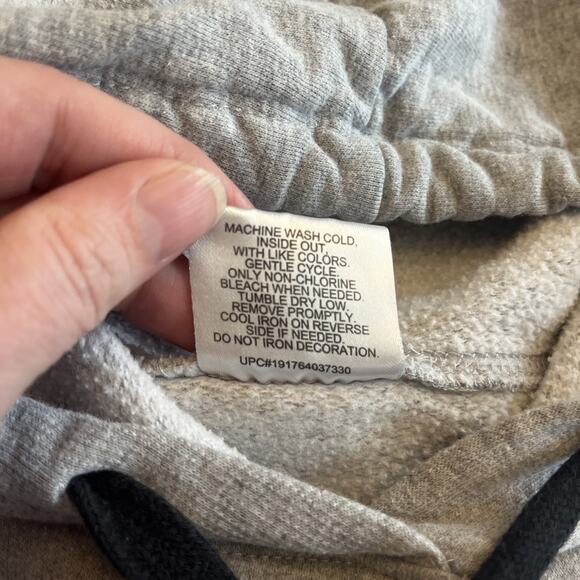 MACHINE WASH COLD,
INSIDE OUT,
WITH LIKE COLORS.
GENTLE CYCLE.
ONLY NON-CHLORINE
BLEACH WHEN NEEDED.
TUMBLE DRY LOW.
REMOVE PROMPTLY.
COOL IRON ON REVERSE
SIDE IF NEEDED.
DO NOT IRON DECORATION.
UPC#191764037330